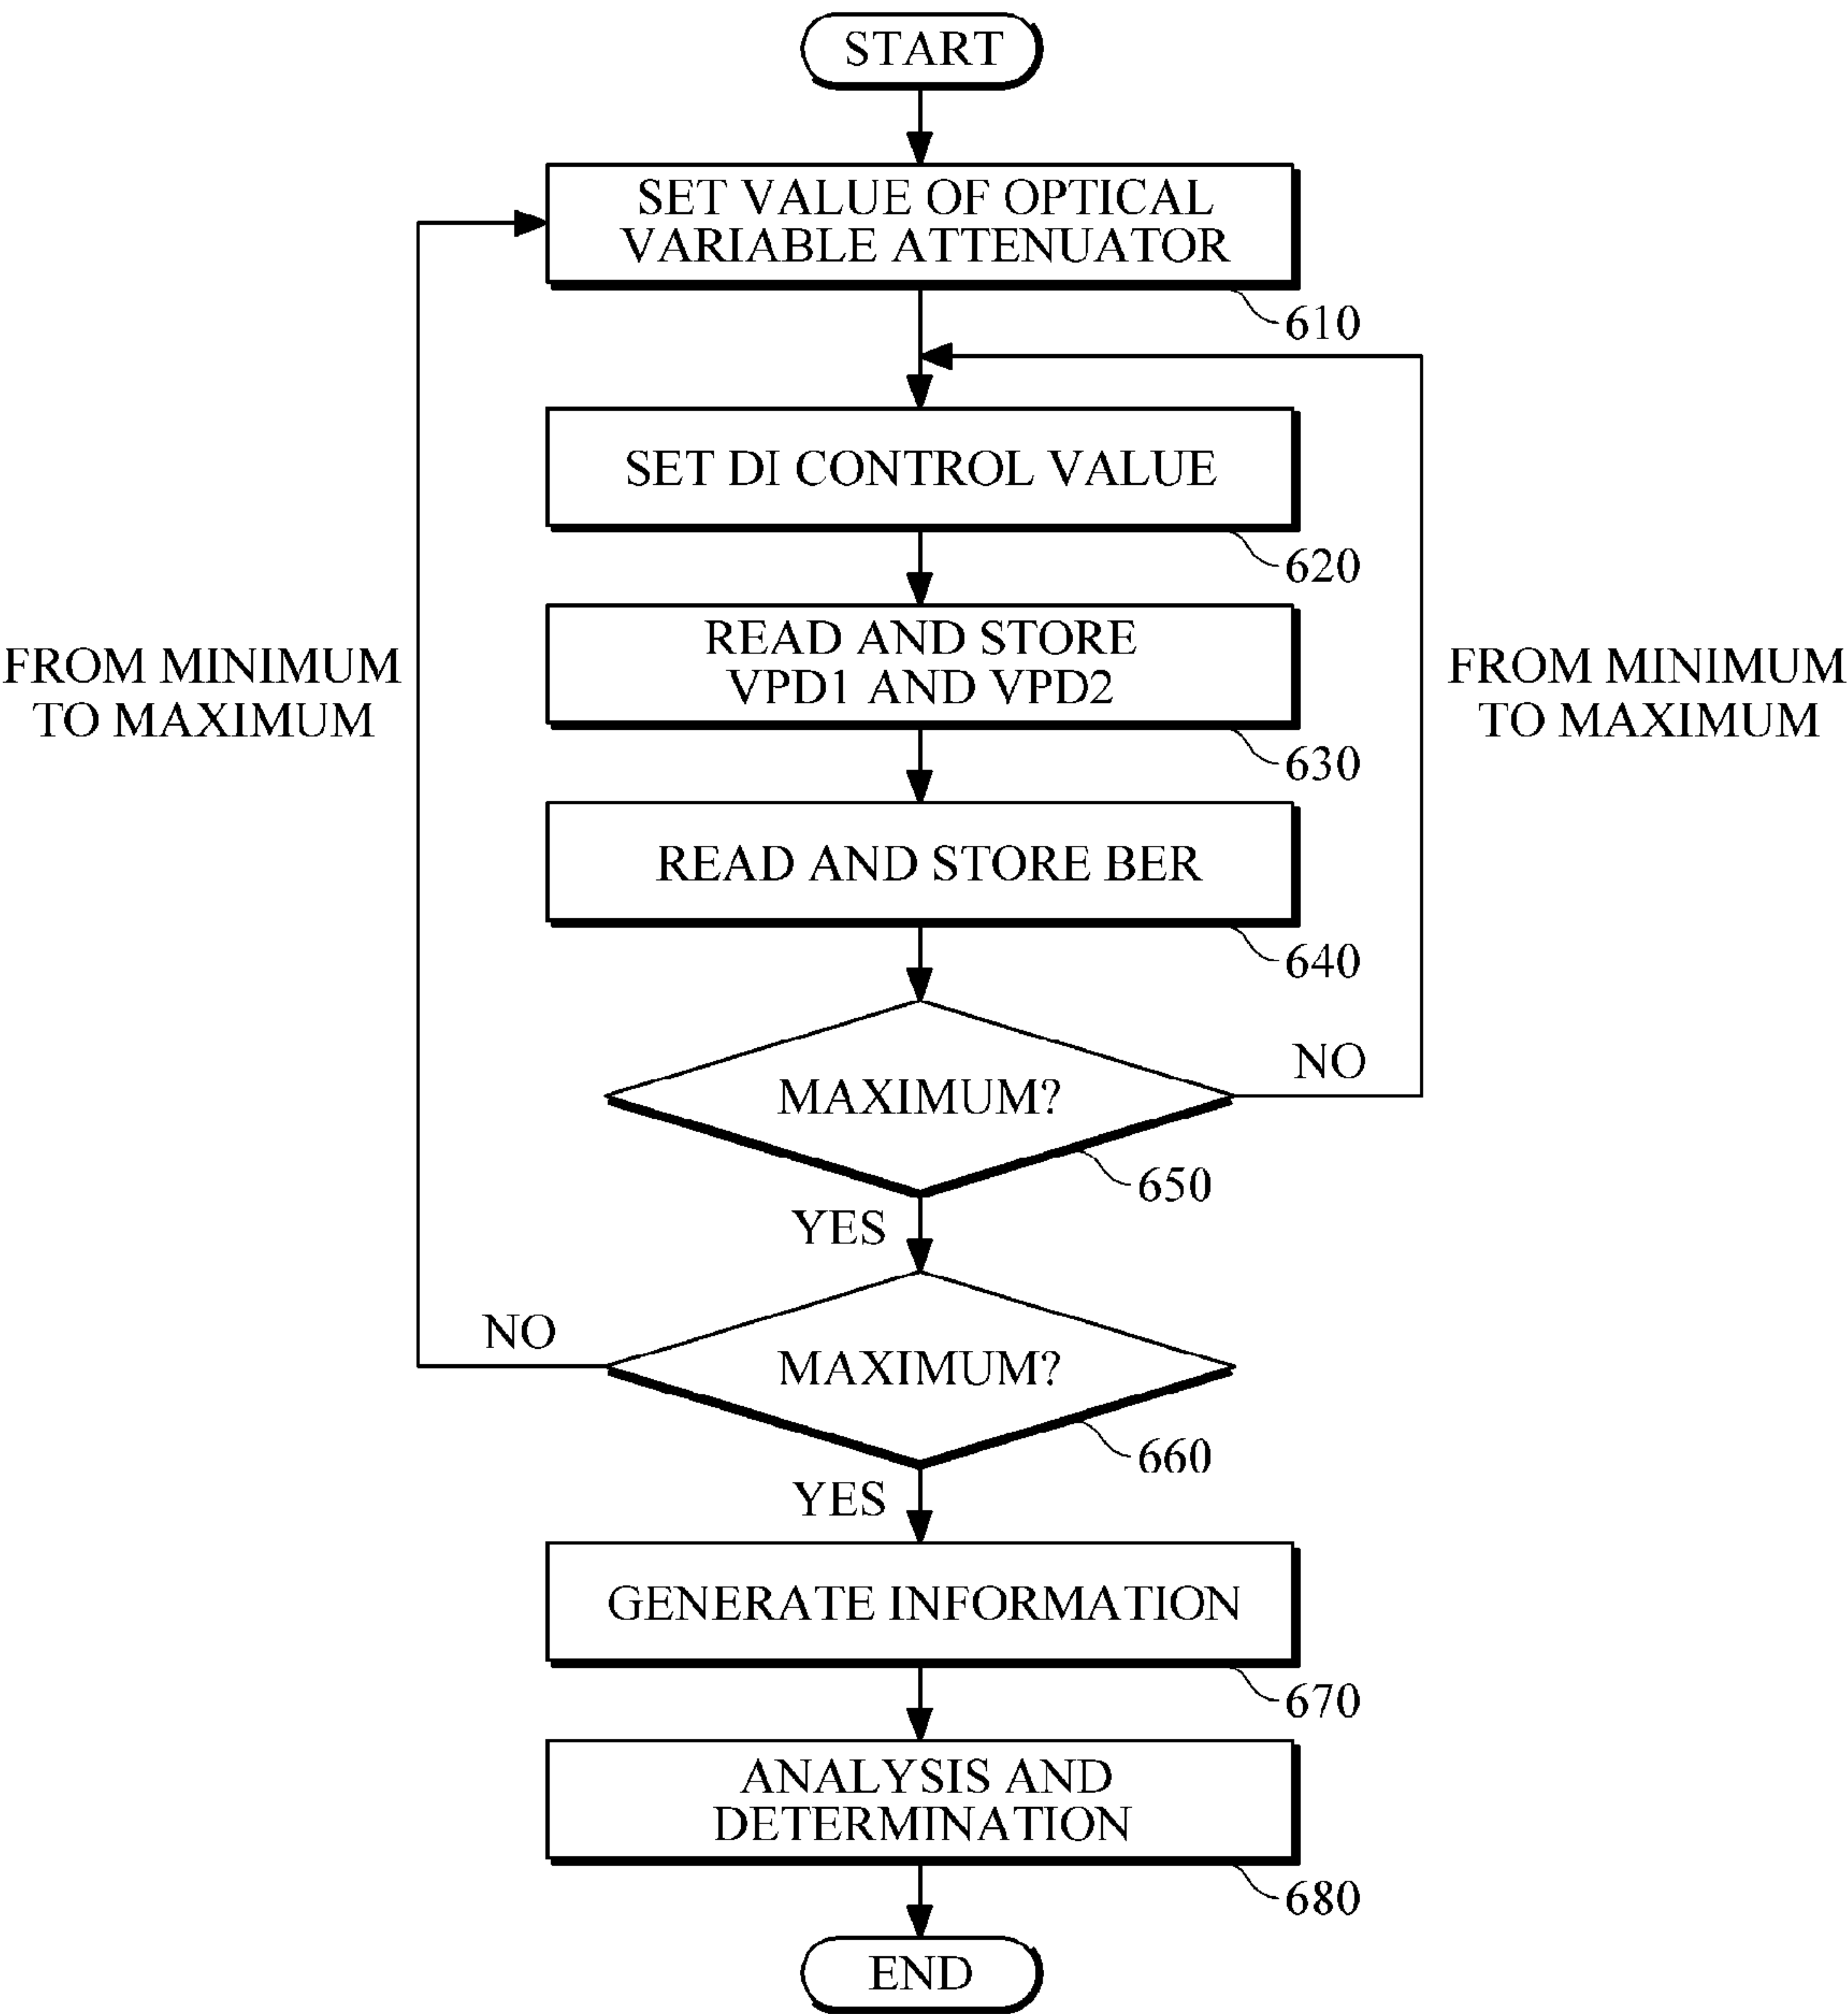 START
SET VALUE OF OPTICAL
VARIABLE ATTENUATOR
610
SET DI CONTROL VALUE
620
READ AND STORE
VPD1 AND VPD2
630
FROM MINIMUM
TO MAXIMUM
FROM MINIMUM
TO MAXIMUM
READ AND STORE BER
640
NO
MAXIMUM?
650
YES
NO
MAXIMUM?
660
YES
GENERATE INFORMATION
670
ANALYSIS AND
DETERMINATION
680
END